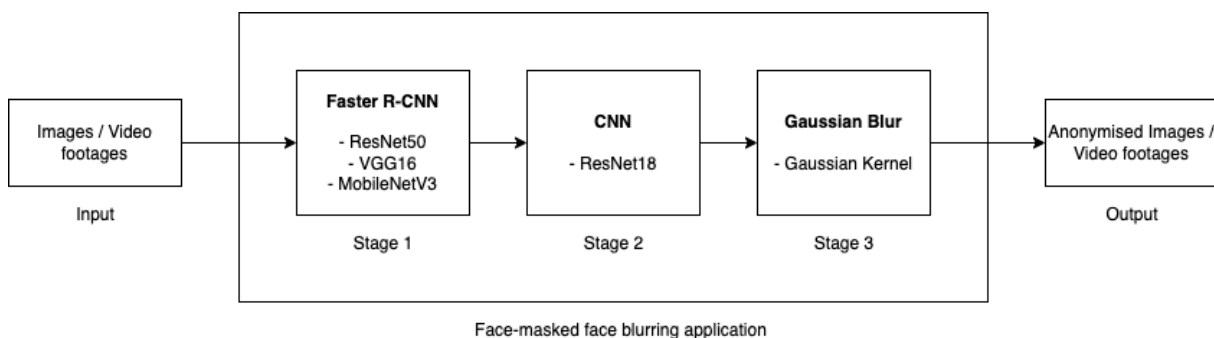 Images / Video
footages
Input
Faster R-CNN
- ResNet50
- VGG16
- MobileNetV3
Stage 1
CNN
- ResNet18
Stage 2
Gaussian Blur
- Gaussian Kernel
Stage 3
Anonymised Images /
Video footages
Output
Face-masked face blurring application